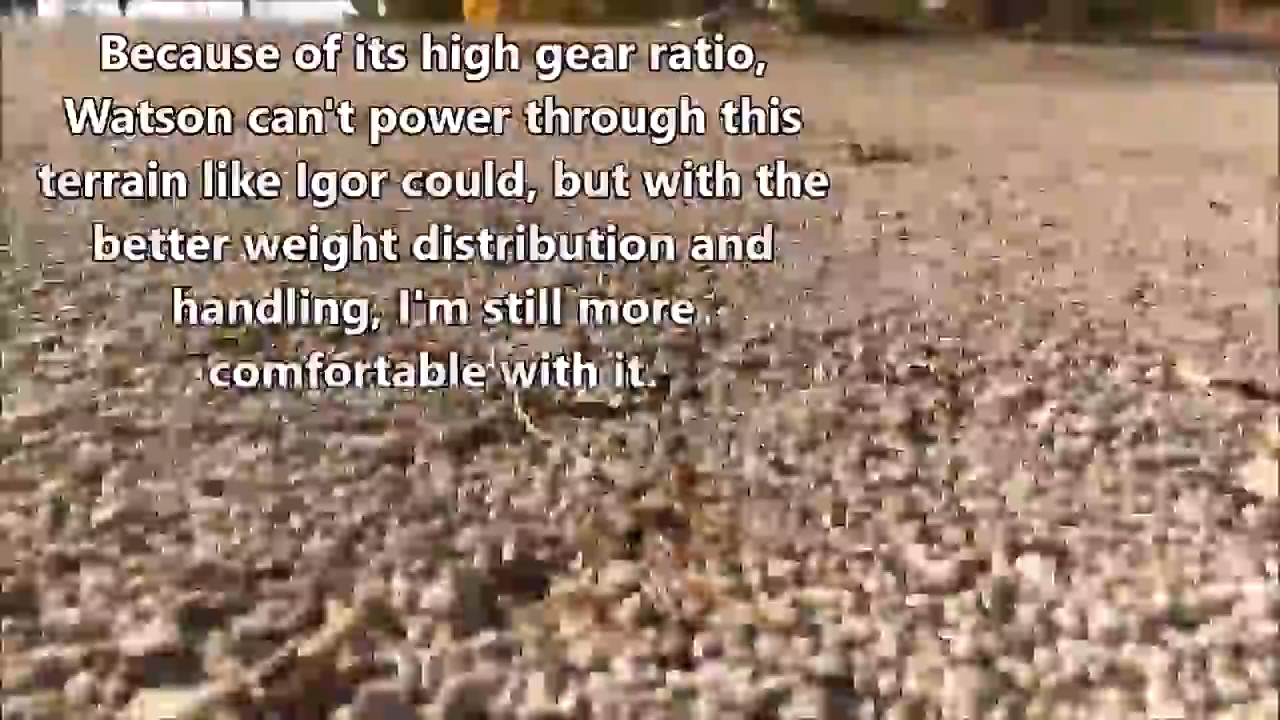 Because of its high gear ratio,
Watson can't power through this
terrain like Igor could, but with the
better weight distribution and
handling, I'm still more
comfortable with it.